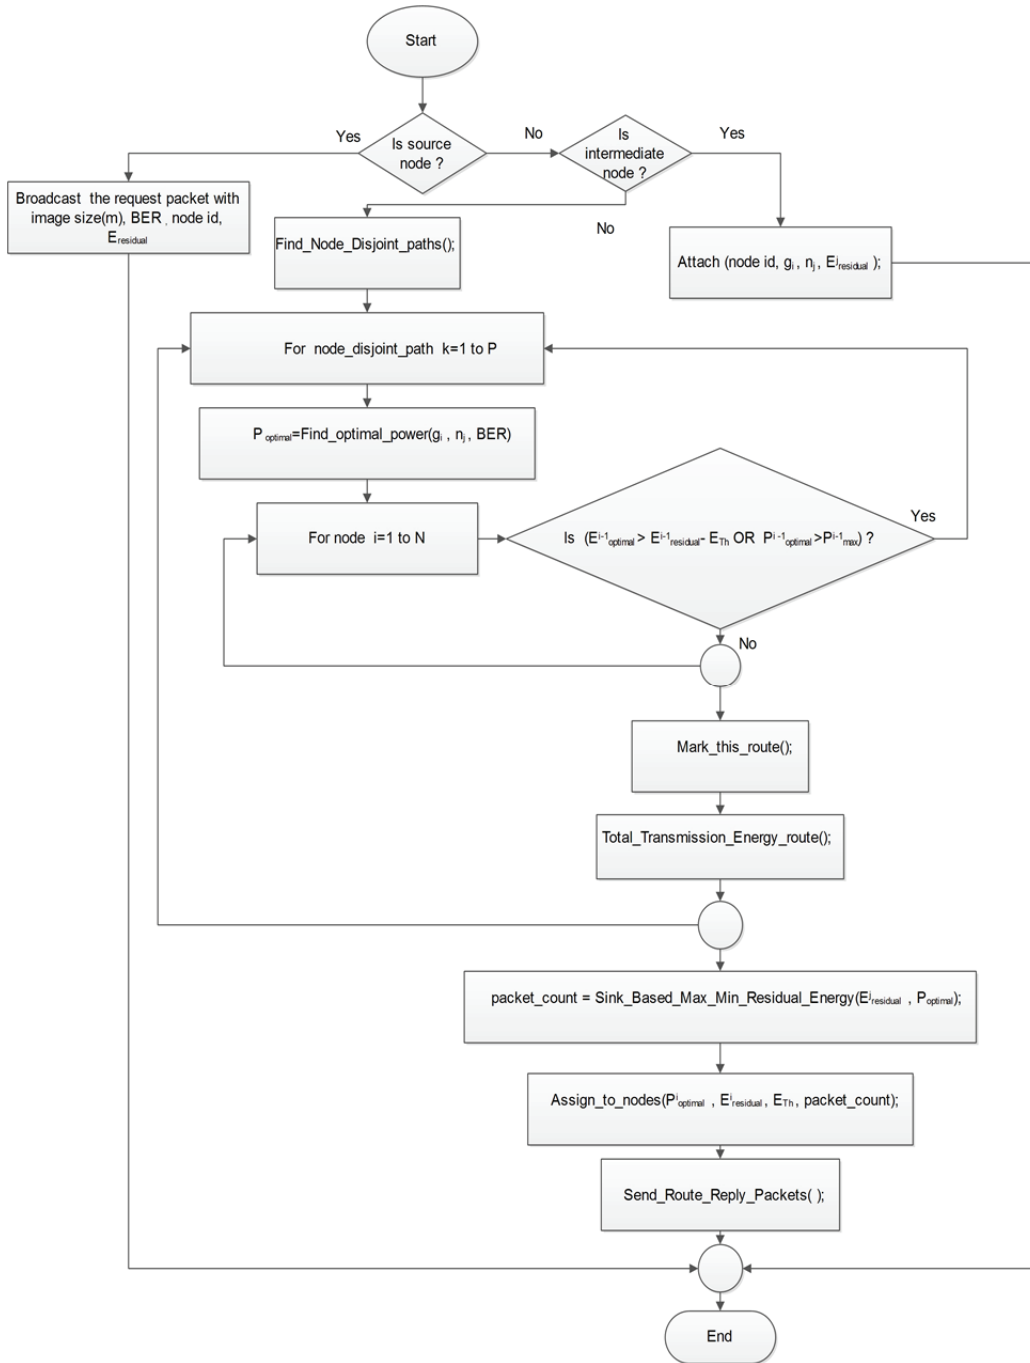 Start
Yes
Is source
node ?
No
Is
intermediate
node ?
Yes
Broadcast the request packet with
image size(m), BER , node id,
E residual
No
Find_Node_Disjoint_paths();
Attach (node id, gᵢ , nⱼ , Eʲresidual );
For node_disjoint_path k=1 to P
P optimal=Find_optimal_power(gᵢ , nⱼ , BER)
For node i=1 to N
Is (Eⁱ⁻¹optimal > Eⁱ⁻¹residual- ETh OR Pⁱ⁻¹optimal >Pⁱ⁻¹max) ?
Yes
No
Mark_this_route();
Total_Transmission_Energy_route();
packet_count = Sink_Based_Max_Min_Residual_Energy(Eʲresidual , Poptimal);
Assign_to_nodes(Pⁱoptimal , Eⁱresidual, ETh, packet_count);
Send_Route_Reply_Packets( );
End